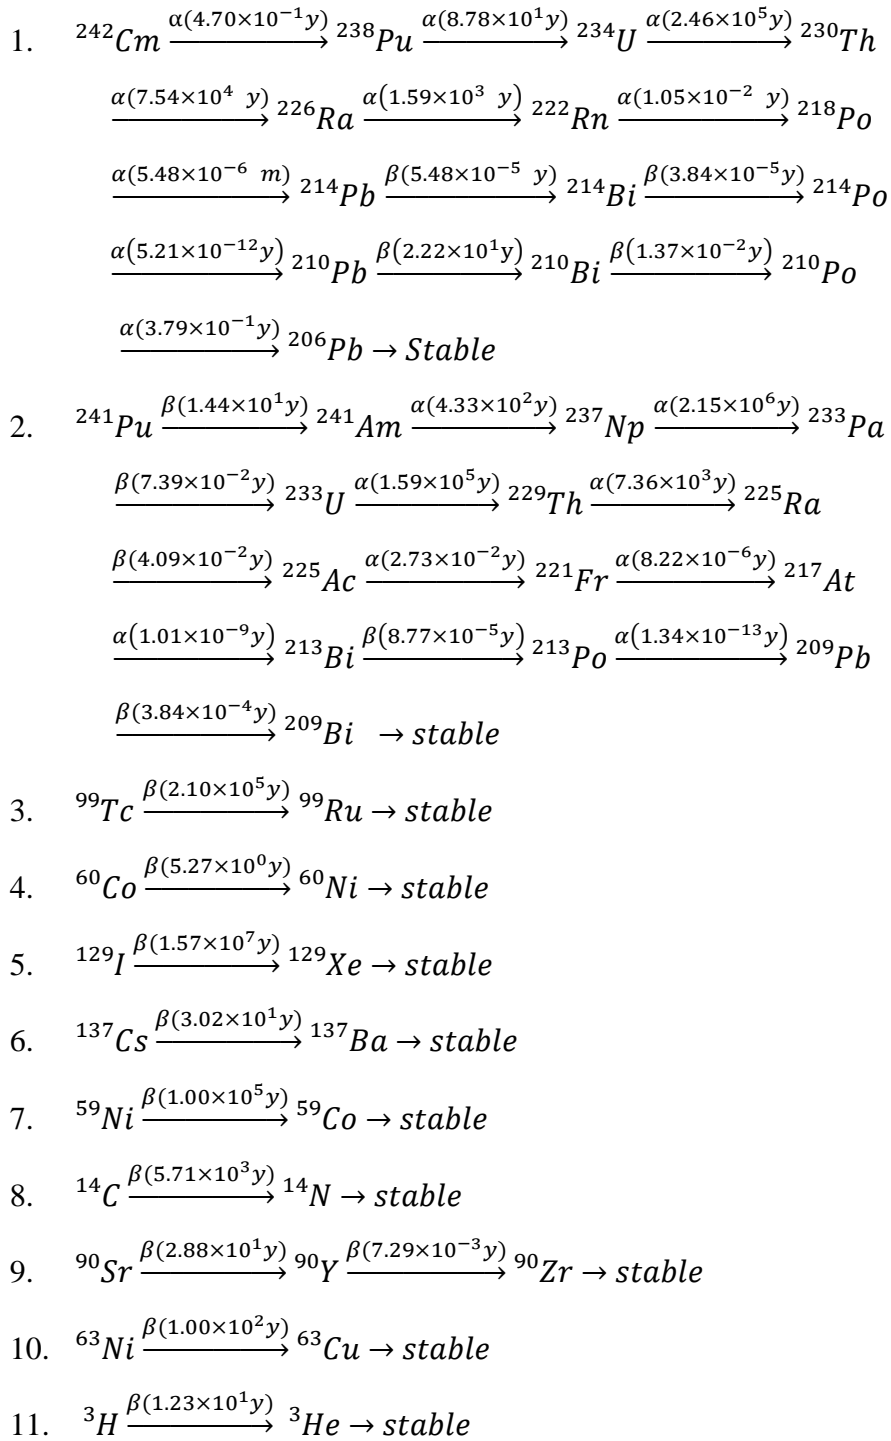 1. ²⁴²Cm α(4.70×10⁻¹y)→ ²³⁸Pu α(8.78×10¹y)→ ²³⁴U α(2.46×10⁵y)→ ²³⁰Th
α(7.54×10⁴ y)→ ²²⁶Ra α(1.59×10³ y)→ ²²²Rn α(1.05×10⁻² y)→ ²¹⁸Po
α(5.48×10⁻⁶ m)→ ²¹⁴Pb β(5.48×10⁻⁵ y)→ ²¹⁴Bi β(3.84×10⁻⁵y)→ ²¹⁴Po
α(5.21×10⁻¹²y)→ ²¹⁰Pb β(2.22×10¹y)→ ²¹⁰Bi β(1.37×10⁻²y)→ ²¹⁰Po
α(3.79×10⁻¹y)→ ²⁰⁶Pb → Stable
2. ²⁴¹Pu β(1.44×10¹y)→ ²⁴¹Am α(4.33×10²y)→ ²³⁷Np α(2.15×10⁶y)→ ²³³Pa
β(7.39×10⁻²y)→ ²³³U α(1.59×10⁵y)→ ²²⁹Th α(7.36×10³y)→ ²²⁵Ra
β(4.09×10⁻²y)→ ²²⁵Ac α(2.73×10⁻²y)→ ²²¹Fr α(8.22×10⁻⁶y)→ ²¹⁷At
α(1.01×10⁻⁹y)→ ²¹³Bi β(8.77×10⁻⁵y)→ ²¹³Po α(1.34×10⁻¹³y)→ ²⁰⁹Pb
β(3.84×10⁻⁴y)→ ²⁰⁹Bi → stable
3. ⁹⁹Tc β(2.10×10⁵y)→ ⁹⁹Ru → stable
4. ⁶⁰Co β(5.27×10⁰y)→ ⁶⁰Ni → stable
5. ¹²⁹I β(1.57×10⁷y)→ ¹²⁹Xe → stable
6. ¹³⁷Cs β(3.02×10¹y)→ ¹³⁷Ba → stable
7. ⁵⁹Ni β(1.00×10⁵y)→ ⁵⁹Co → stable
8. ¹⁴C β(5.71×10³y)→ ¹⁴N → stable
9. ⁹⁰Sr β(2.88×10¹y)→ ⁹⁰Y β(7.29×10⁻³y)→ ⁹⁰Zr → stable
10. ⁶³Ni β(1.00×10²y)→ ⁶³Cu → stable
11. ³H β(1.23×10¹y)→ ³He → stable